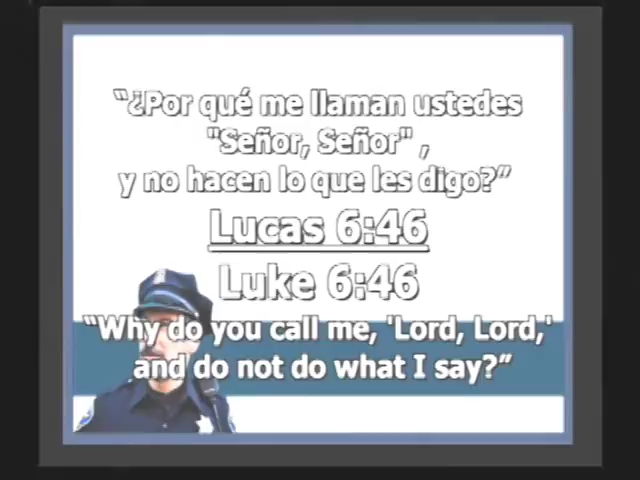 “¿Por qué me llaman ustedes
"Señor, Señor" ,
y no hacen lo que les digo?”
Lucas 6:46
Luke 6:46
“Why do you call me, 'Lord, Lord,'
and do not do what I say?”